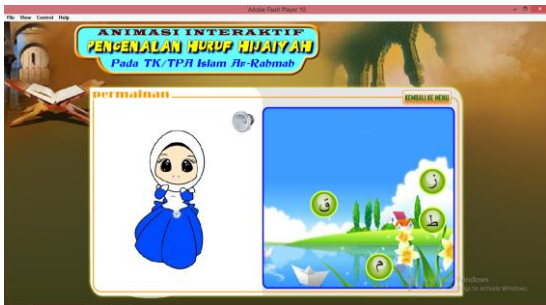 Adobe Flash Player 10
File View Control Help
ANIMASI INTERAKTIF
PENGENALAN HURUF HIJAIYAH
Pada TK/TPA Islam Ar-Rahmah
permainan
KEMBALI KE MENU
ز
ق
ط
م